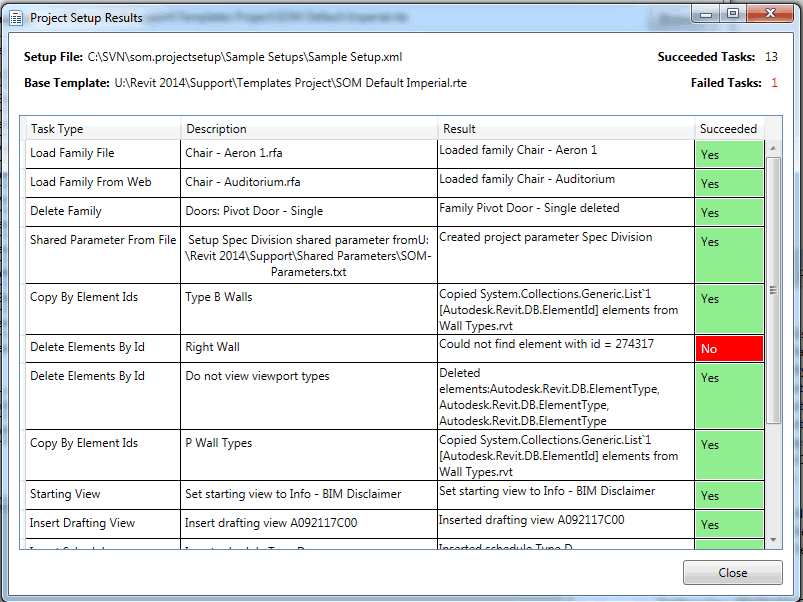 Project Setup Results
Setup File: C:\SVN\som.projectsetup\Sample Setups\Sample Setup.xml
Succeeded Tasks: 13
Base Template: U:\Revit 2014\Support\Templates Project\SOM Default Imperial.rte
Failed Tasks: 1
Task Type Description Result Succeeded
Load Family File Chair - Aeron 1.rfa Loaded family Chair - Aeron 1 Yes
Load Family From Web Chair - Auditorium.rfa Loaded family Chair - Auditorium Yes
Delete Family Doors: Pivot Door - Single Family Pivot Door - Single deleted Yes
Shared Parameter From File
Setup Spec Division shared parameter fromU:
\Revit 2014\Support\Shared Parameters\SOM-
Parameters.txt
Created project parameter Spec Division
Yes
Copy By Element Ids
Type B Walls
Copied System.Collections.Generic.List`1
[Autodesk.Revit.DB.ElementId] elements from
Wall Types.rvt
Yes
Delete Elements By Id Right Wall Could not find element with id = 274317 No
Delete Elements By Id
Do not view viewport types
Deleted
elements:Autodesk.Revit.DB.ElementType,
Autodesk.Revit.DB.ElementType,
Autodesk.Revit.DB.ElementType
Yes
Copy By Element Ids
P Wall Types
Copied System.Collections.Generic.List`1
[Autodesk.Revit.DB.ElementId] elements from
Wall Types.rvt
Yes
Starting View Set starting view to Info - BIM Disclaimer Set starting view to Info - BIM Disclaimer Yes
Insert Drafting View Insert drafting view A092117C00 Inserted drafting view A092117C00 Yes
Inserted schedule Type D
Close